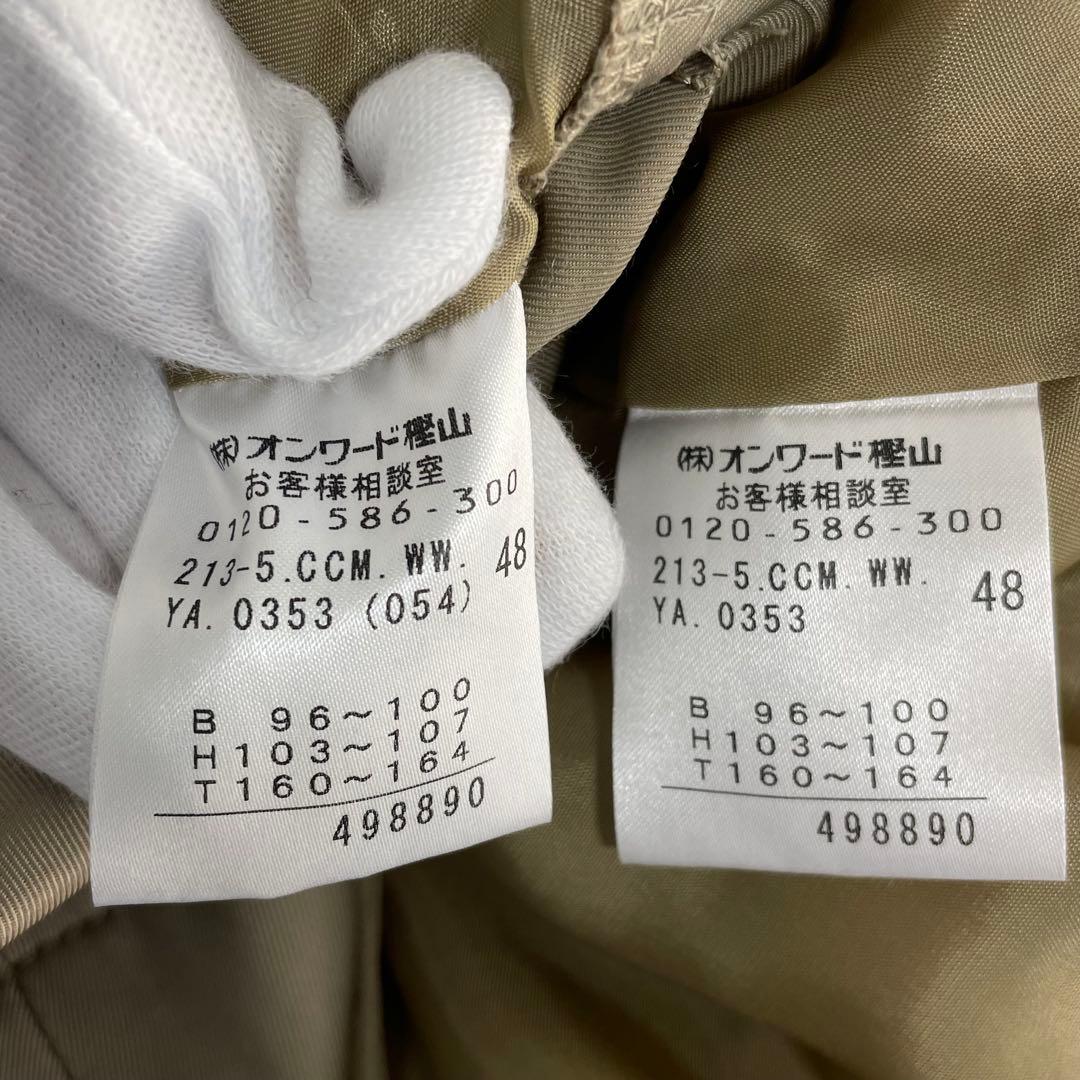 (株)オンワード樫山
お客様相談室
0120-586-300
213-5.CCM.WW. 48
YA.0353 (054)
B 96~100
H103~107
T160~164
498890
(株)オンワード樫山
お客様相談室
0120-586-300
213-5.CCM.WW. 48
YA.0353
B 96~100
H103~107
T160~164
498890